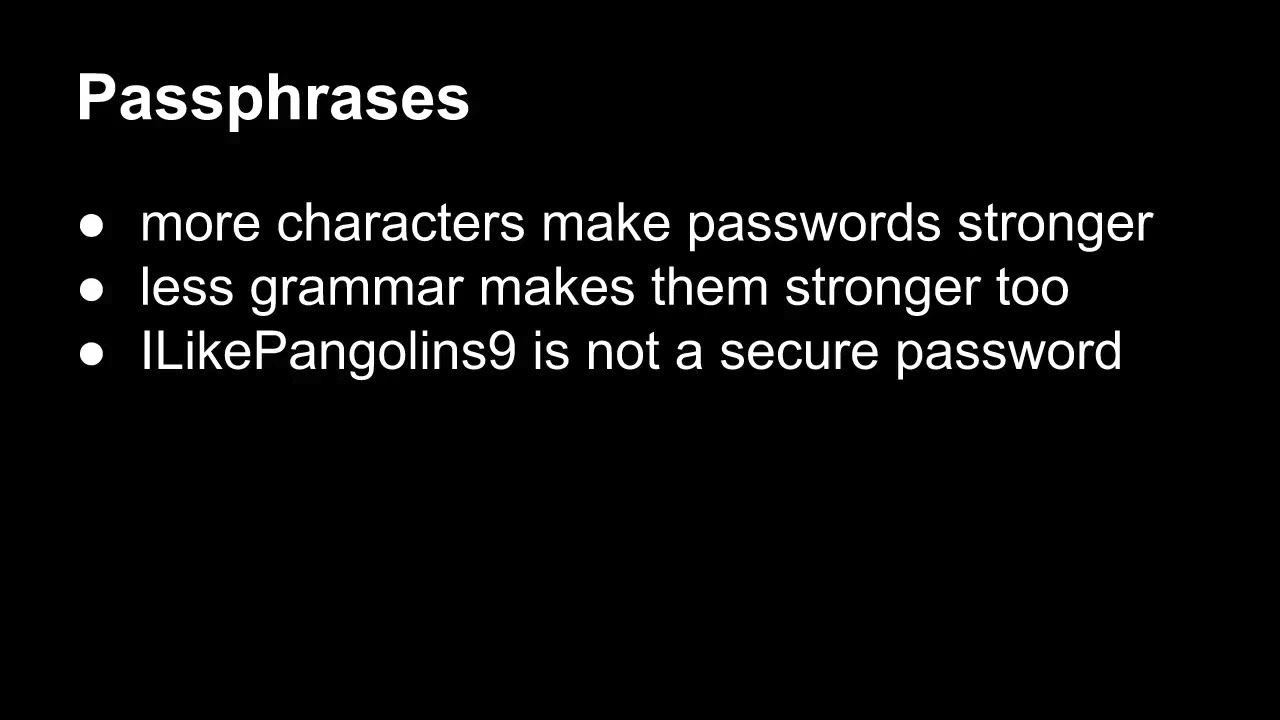 Passphrases
● more characters make passwords stronger
● less grammar makes them stronger too
● ILikePangolins9 is not a secure password